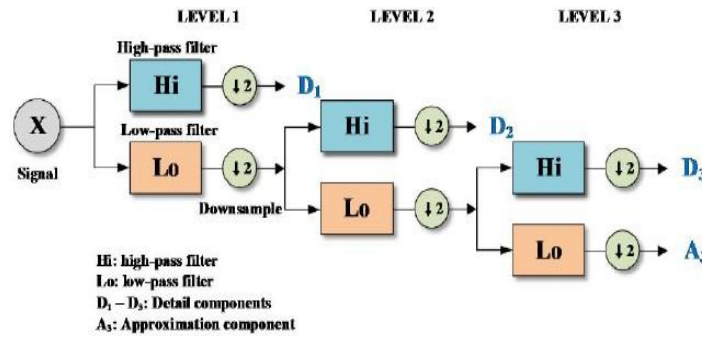 LEVEL 1 LEVEL 2 LEVEL 3
High-pass filter
Hi ↓2 D₁
X
Signal
Low-pass filter
Lo ↓2
Downsample
Hi ↓2 D₂
Lo ↓2
Hi ↓2 D₃
Lo ↓2 A₃
Hi: high-pass filter
Lo: low-pass filter
D₁ – D₃: Detail components
A₃: Approximation component